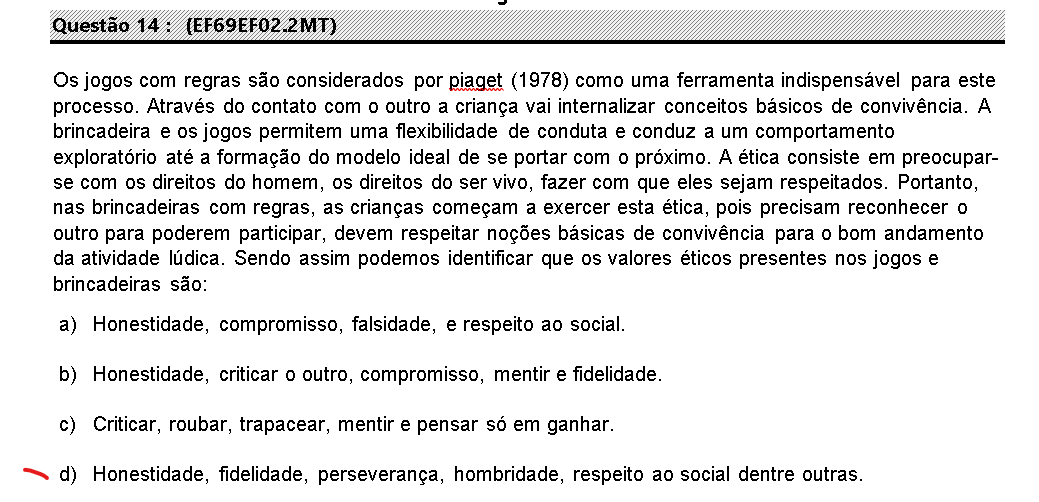 Questão 14 : (EF69EF02.2MT)
Os jogos com regras são considerados por piaget (1978) como uma ferramenta indispensável para este
processo. Através do contato com o outro a criança vai internalizar conceitos básicos de convivência. A
brincadeira e os jogos permitem uma flexibilidade de conduta e conduz a um comportamento
exploratório até a formação do modelo ideal de se portar com o próximo. A ética consiste em preocupar-
se com os direitos do homem, os direitos do ser vivo, fazer com que eles sejam respeitados. Portanto,
nas brincadeiras com regras, as crianças começam a exercer esta ética, pois precisam reconhecer o
outro para poderem participar, devem respeitar noções básicas de convivência para o bom andamento
da atividade lúdica. Sendo assim podemos identificar que os valores éticos presentes nos jogos e
brincadeiras são:
a) Honestidade, compromisso, falsidade, e respeito ao social.
b) Honestidade, criticar o outro, compromisso, mentir e fidelidade.
c) Criticar, roubar, trapacear, mentir e pensar só em ganhar.
d) Honestidade, fidelidade, perseverança, hombridade, respeito ao social dentre outras.